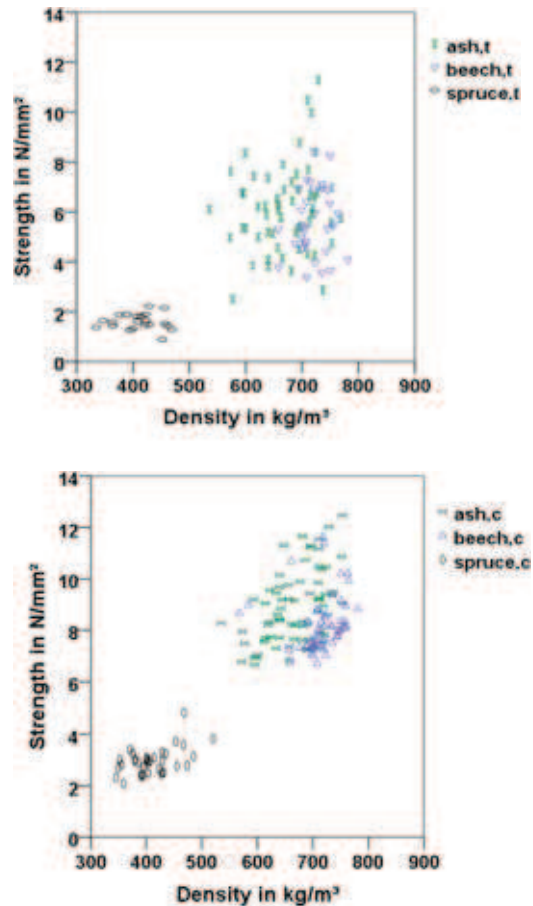 14
12
10
8
6
4
2
0
Strength in N/mm²
300 400 500 600 700 800 900
Density in kg/m³
ash,t
beech,t
spruce,t
14
12
10
8
6
4
2
0
Strength in N/mm²
300 400 500 600 700 800 900
Density in kg/m³
ash,c
beech,c
spruce,c